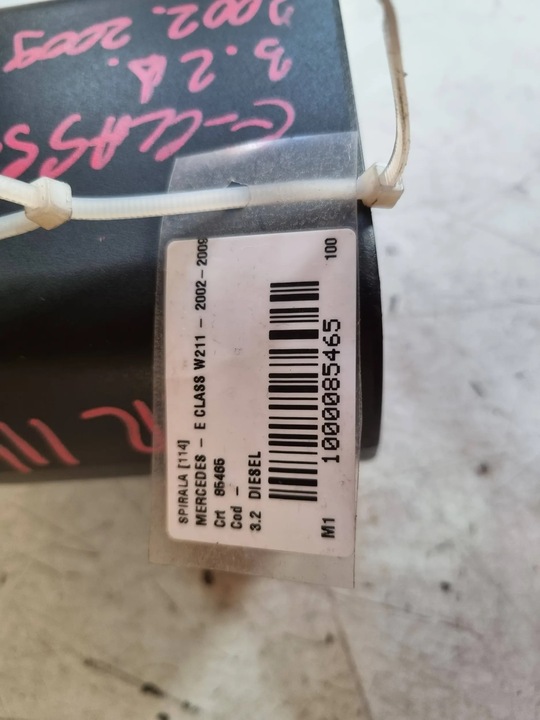 E-CLASS
3.2D.
2002.2009
R 111
SPIRALA [114]
MERCEDES - E CLASS W211 - 2002-2009
Crt 85465
Cod -
3.2 DIESEL
1000085465
M1
100